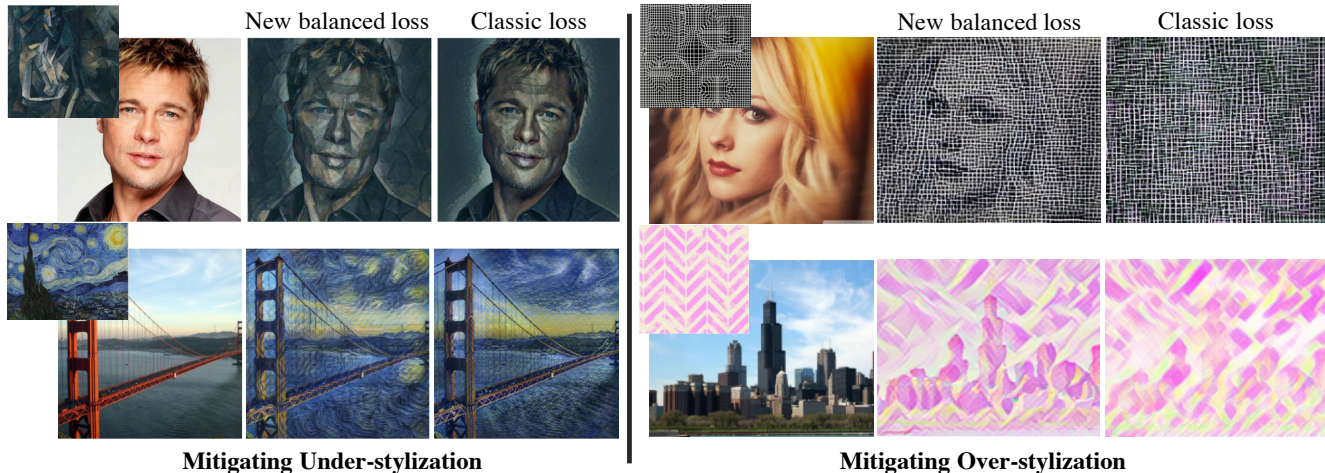 New balanced loss
Classic loss
Mitigating Under-stylization
New balanced loss
Classic loss
Mitigating Over-stylization